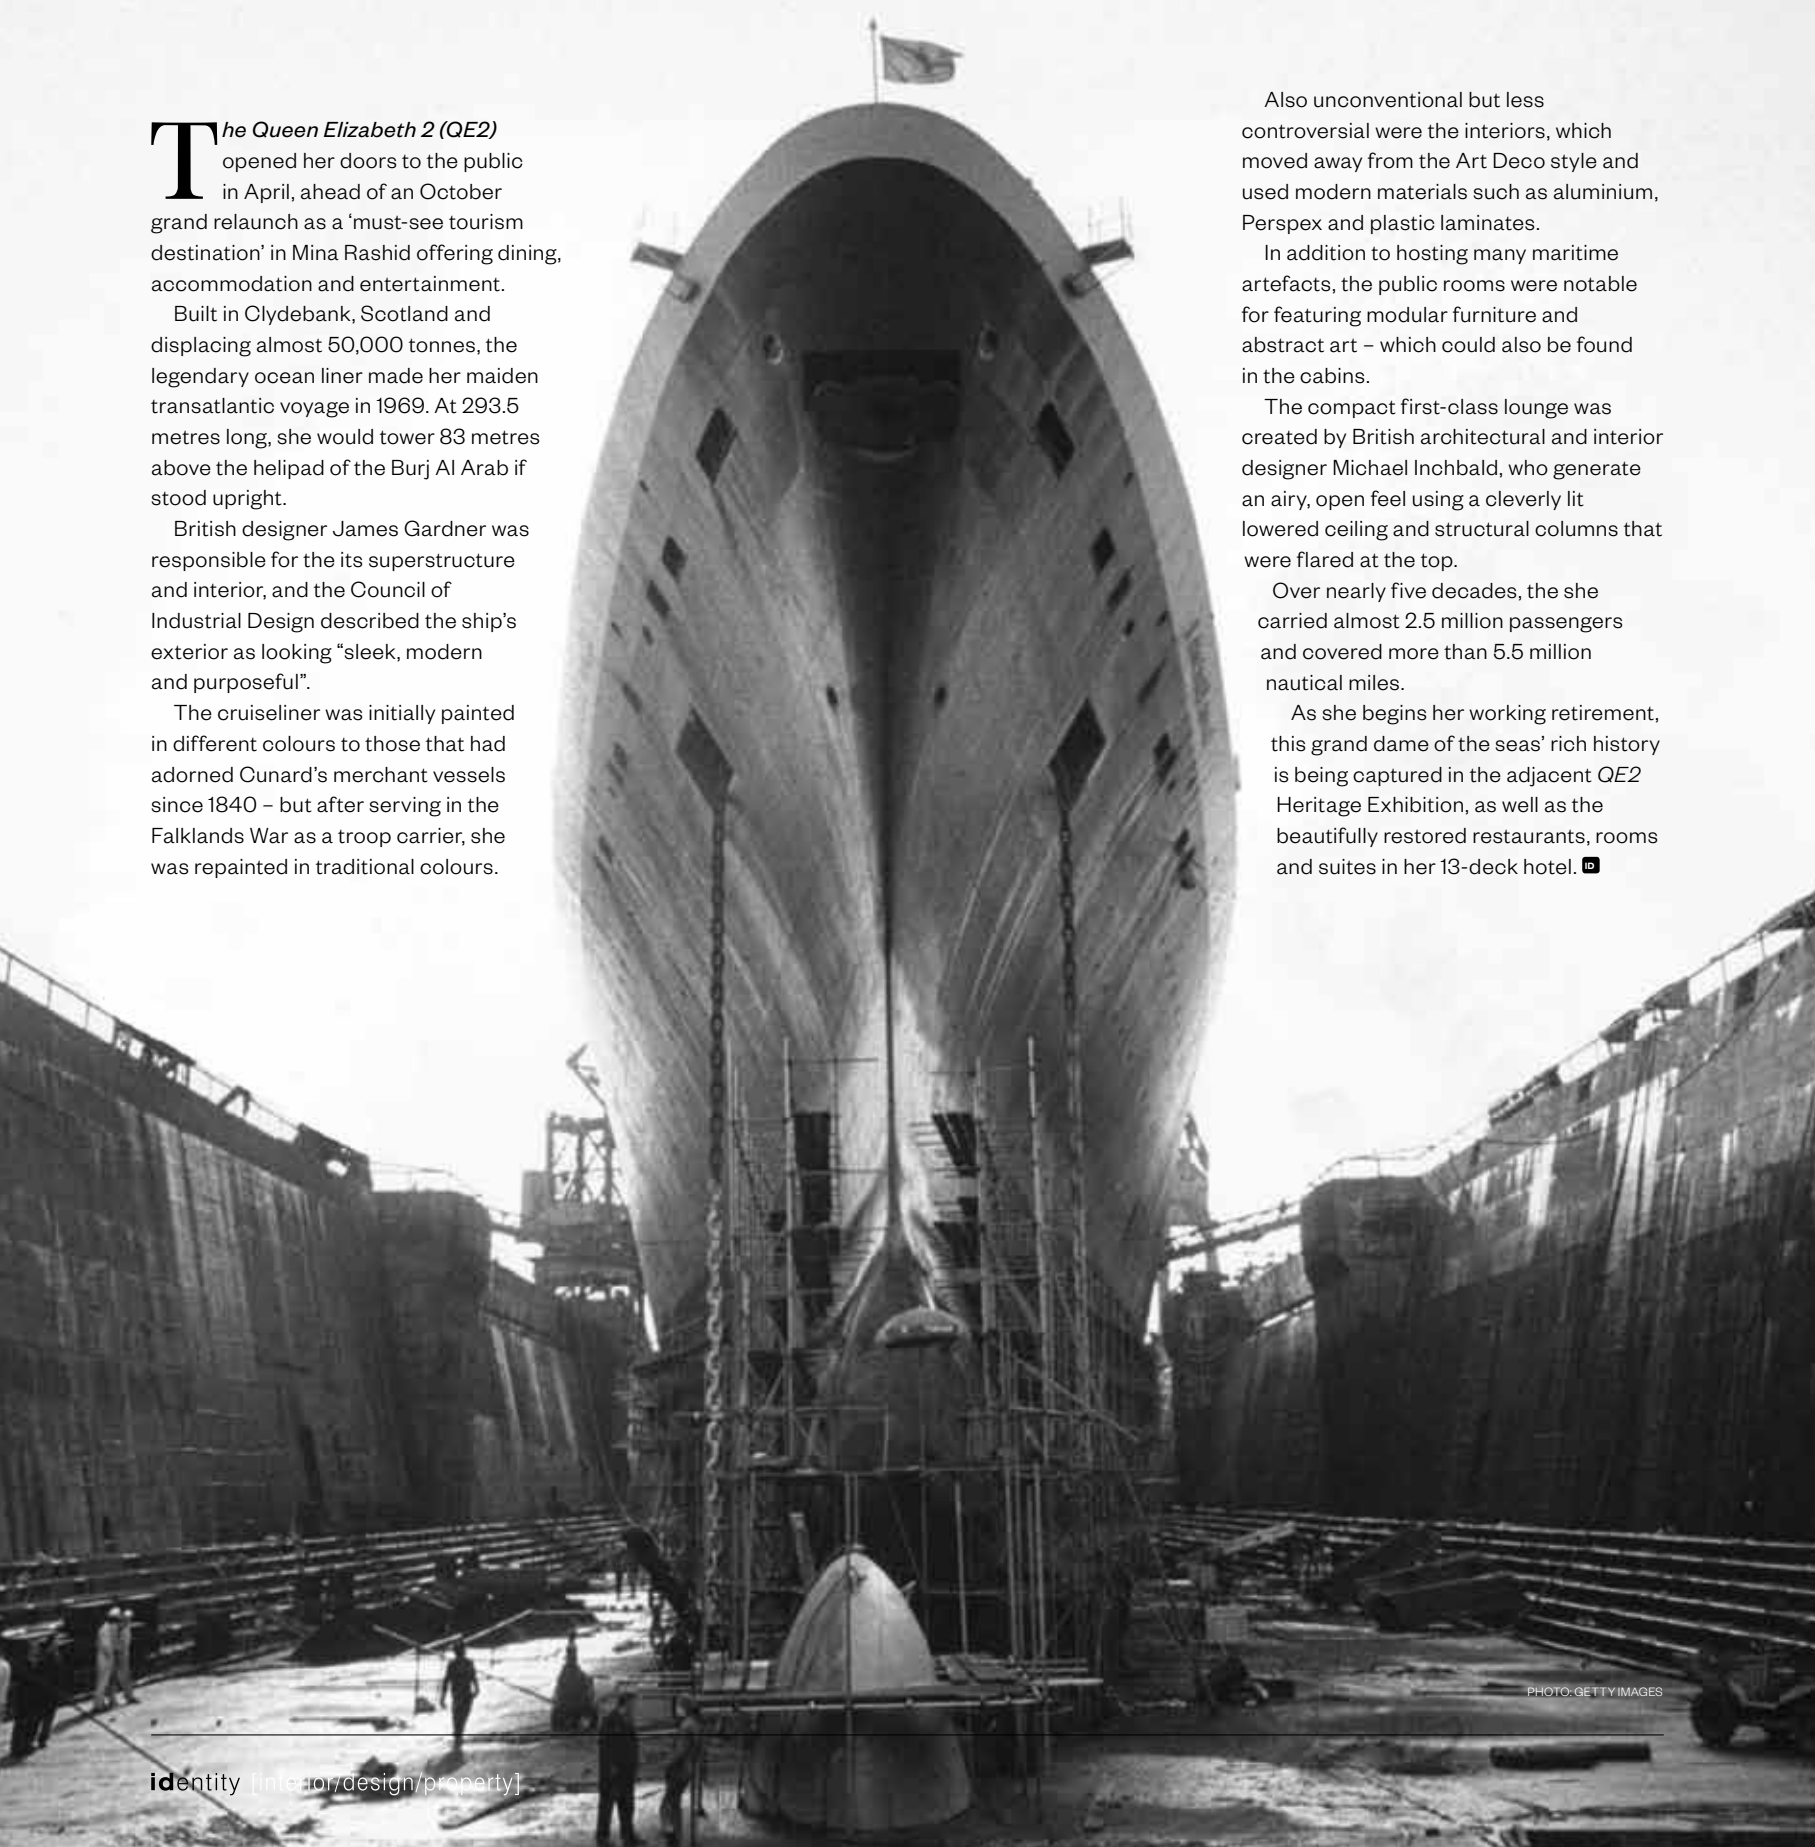 The Queen Elizabeth 2 (QE2)
opened her doors to the public
in April, ahead of an October
grand relaunch as a ‘must-see tourism
destination’ in Mina Rashid offering dining,
accommodation and entertainment.
Built in Clydebank, Scotland and
displacing almost 50,000 tonnes, the
legendary ocean liner made her maiden
transatlantic voyage in 1969. At 293.5
metres long, she would tower 83 metres
above the helipad of the Burj Al Arab if
stood upright.
British designer James Gardner was
responsible for the its superstructure
and interior, and the Council of
Industrial Design described the ship’s
exterior as looking “sleek, modern
and purposeful”.
The cruiseliner was initially painted
in different colours to those that had
adorned Cunard’s merchant vessels
since 1840 – but after serving in the
Falklands War as a troop carrier, she
was repainted in traditional colours.
Also unconventional but less
controversial were the interiors, which
moved away from the Art Deco style and
used modern materials such as aluminium,
Perspex and plastic laminates.
In addition to hosting many maritime
artefacts, the public rooms were notable
for featuring modular furniture and
abstract art – which could also be found
in the cabins.
The compact first-class lounge was
created by British architectural and interior
designer Michael Inchbald, who generate
an airy, open feel using a cleverly lit
lowered ceiling and structural columns that
were flared at the top.
Over nearly five decades, the she
carried almost 2.5 million passengers
and covered more than 5.5 million
nautical miles.
As she begins her working retirement,
this grand dame of the seas’ rich history
is being captured in the adjacent QE2
Heritage Exhibition, as well as the
beautifully restored restaurants, rooms
and suites in her 13-deck hotel. ID
PHOTO: GETTY IMAGES
identity [interior/design/property]